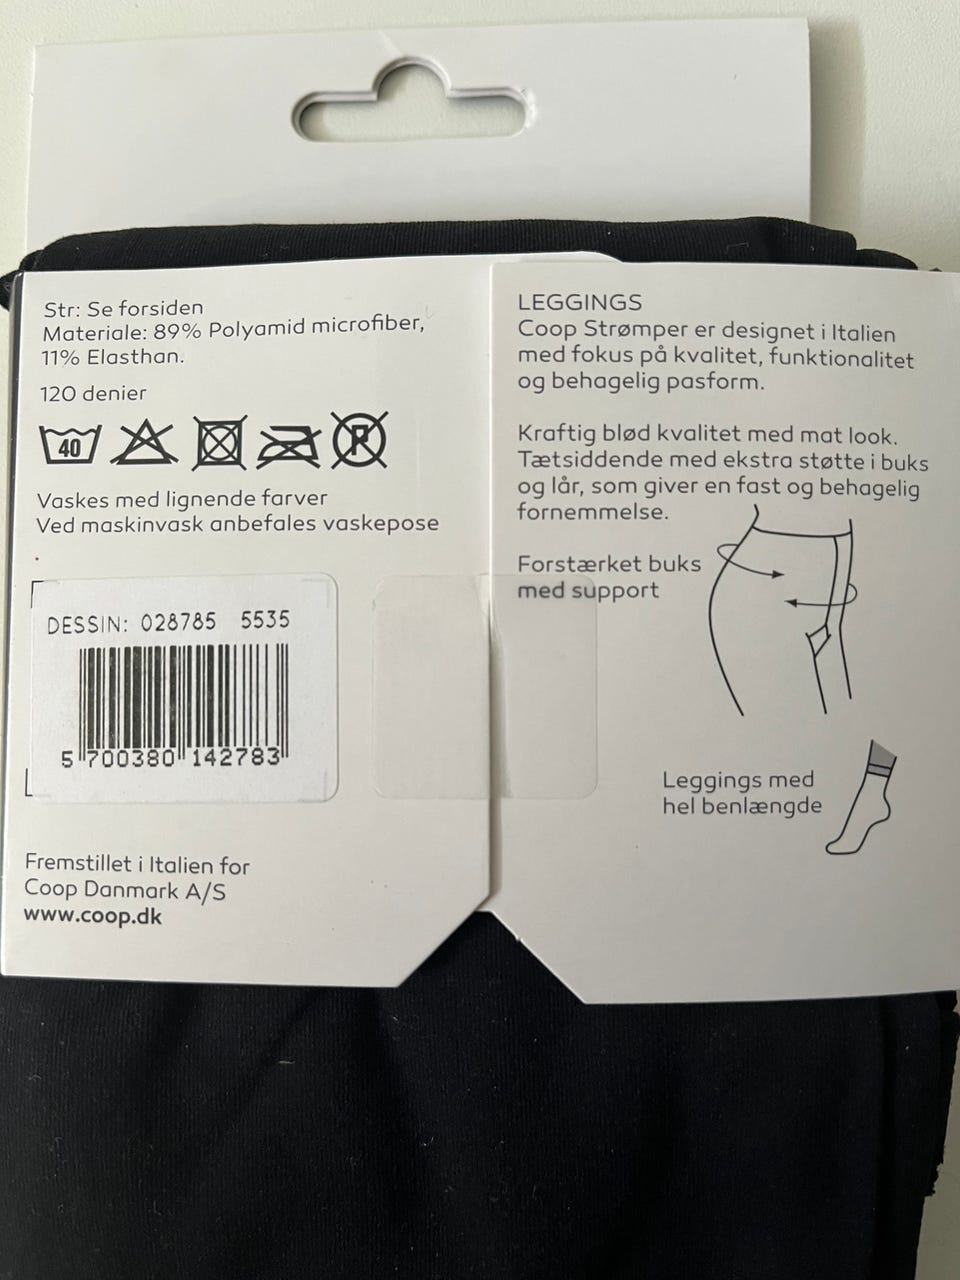 Str: Se forsiden
Materiale: 89% Polyamid microfiber,
11% Elasthan.
120 denier
40
P
Vaskes med lignende farver
Ved maskinvask anbefales vaskepose
DESSIN: 028785 5535
5 700380 142783
Fremstillet i Italien for
Coop Danmark A/S
www.coop.dk
LEGGINGS
Coop Strømper er designet i Italien
med fokus på kvalitet, funktionalitet
og behagelig pasform.
Kraftig blød kvalitet med mat look.
Tætsiddende med ekstra støtte i buks
og lår, som giver en fast og behagelig
fornemmelse.
Forstærket buks
med support
Leggings med
hel benlængde